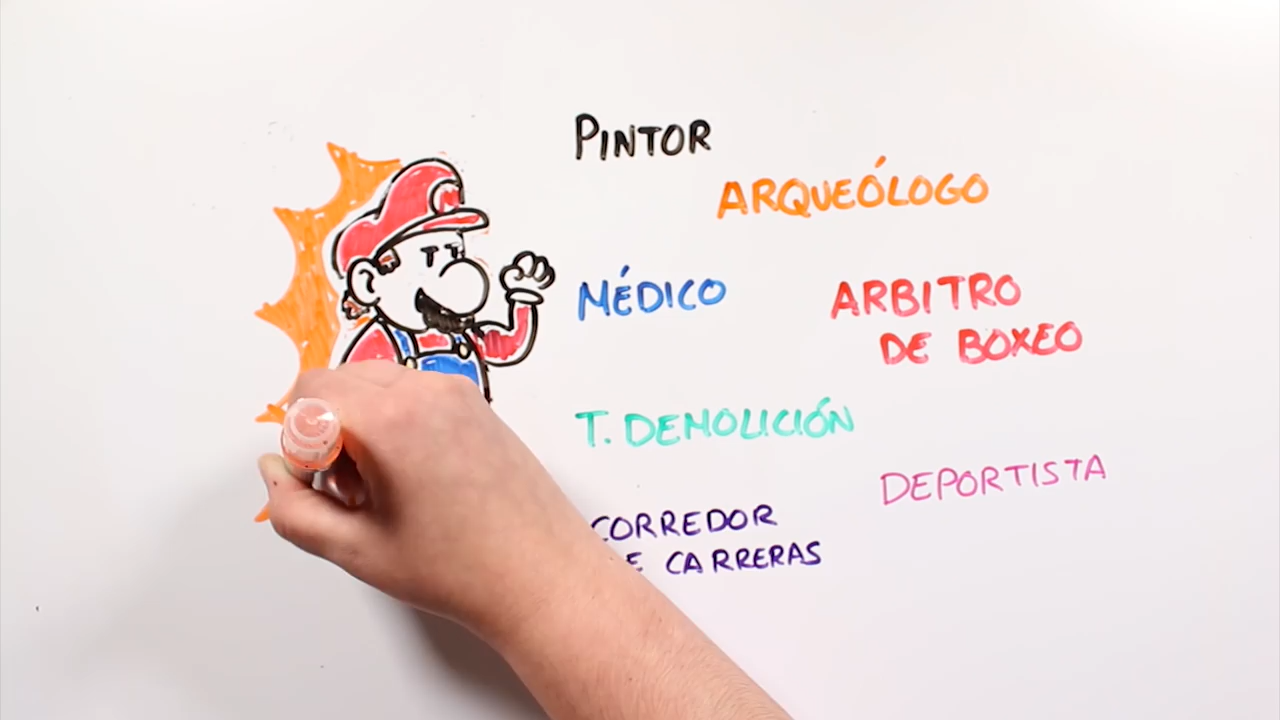 PINTOR
ARQUEÓLOGO
MÉDICO
ARBITRO
DE BOXEO
T. DEMOLICIÓN
DEPORTISTA
CORREDOR
CARRERAS